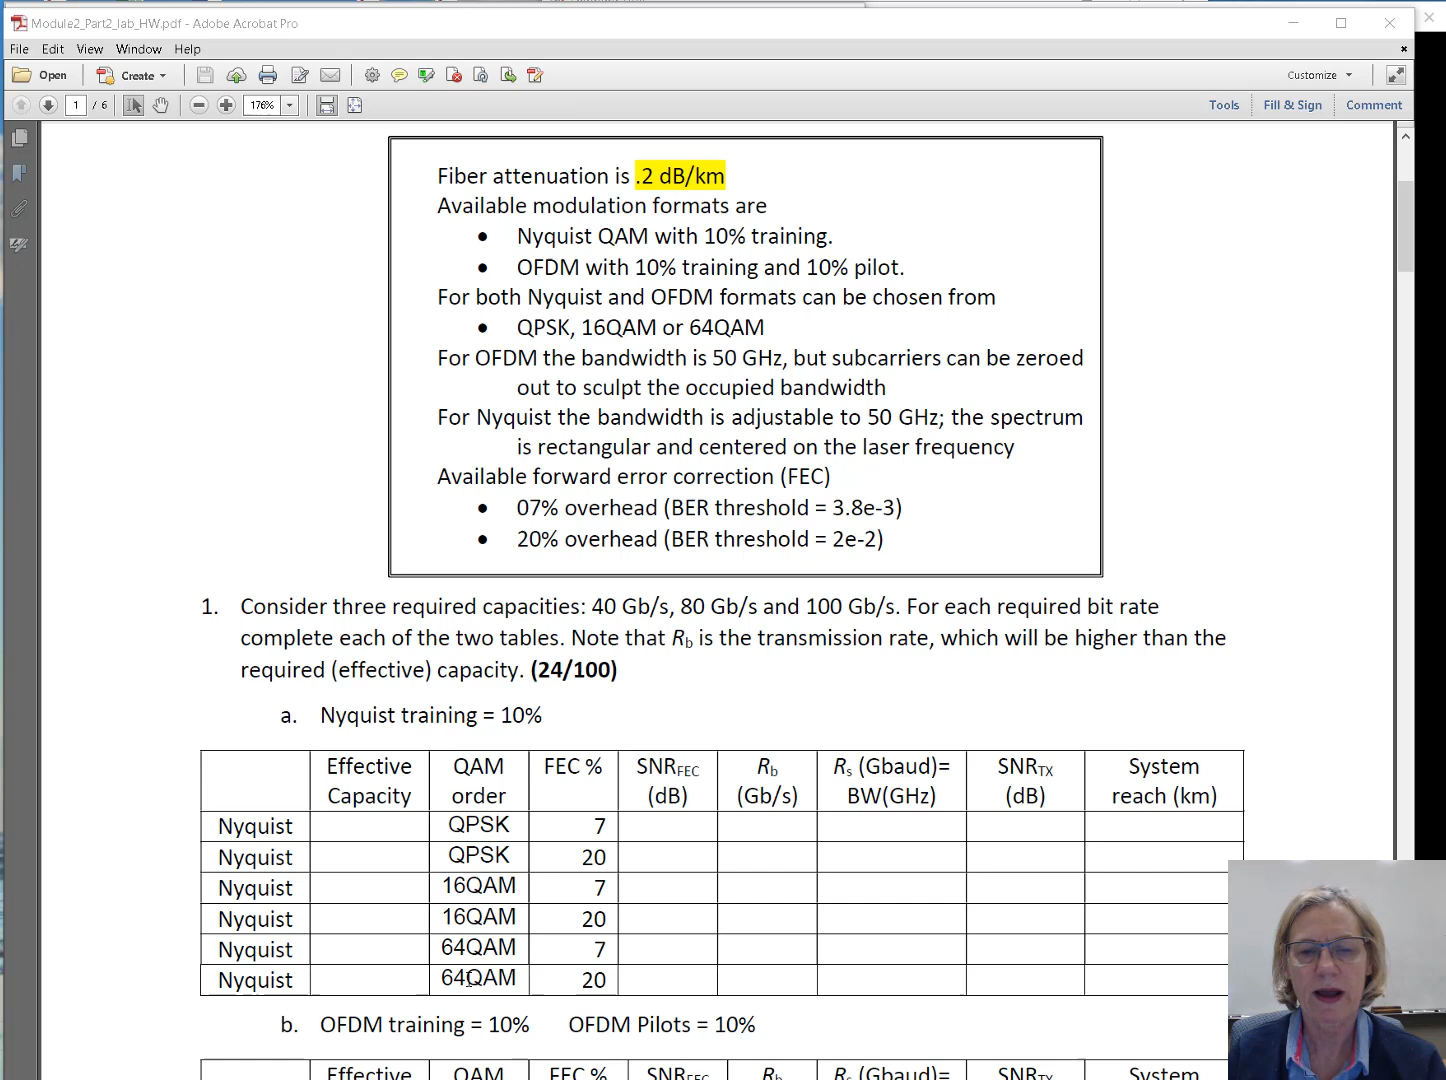 Module2_Part2_lab_HW.pdf - Adobe Acrobat Pro
File Edit View Window Help
Open Create Customize
1 / 6 176% Tools Fill & Sign Comment
Fiber attenuation is .2 dB/km
Available modulation formats are
• Nyquist QAM with 10% training.
• OFDM with 10% training and 10% pilot.
For both Nyquist and OFDM formats can be chosen from
• QPSK, 16QAM or 64QAM
For OFDM the bandwidth is 50 GHz, but subcarriers can be zeroed
out to sculpt the occupied bandwidth
For Nyquist the bandwidth is adjustable to 50 GHz; the spectrum
is rectangular and centered on the laser frequency
Available forward error correction (FEC)
• 07% overhead (BER threshold = 3.8e-3)
• 20% overhead (BER threshold = 2e-2)
1. Consider three required capacities: 40 Gb/s, 80 Gb/s and 100 Gb/s. For each required bit rate
complete each of the two tables. Note that Rb is the transmission rate, which will be higher than the
required (effective) capacity. (24/100)
a. Nyquist training = 10%
Effective Capacity QAM order FEC % SNRFEC (dB) Rb (Gb/s) Rs (Gbaud)= BW(GHz) SNRTX (dB) System reach (km)
Nyquist QPSK 7
Nyquist QPSK 20
Nyquist 16QAM 7
Nyquist 16QAM 20
Nyquist 64QAM 7
Nyquist 64QAM 20
b. OFDM training = 10% OFDM Pilots = 10%
Effective QAM FEC % SNRFEC Rb Rs (Gbaud)= SNRTX System